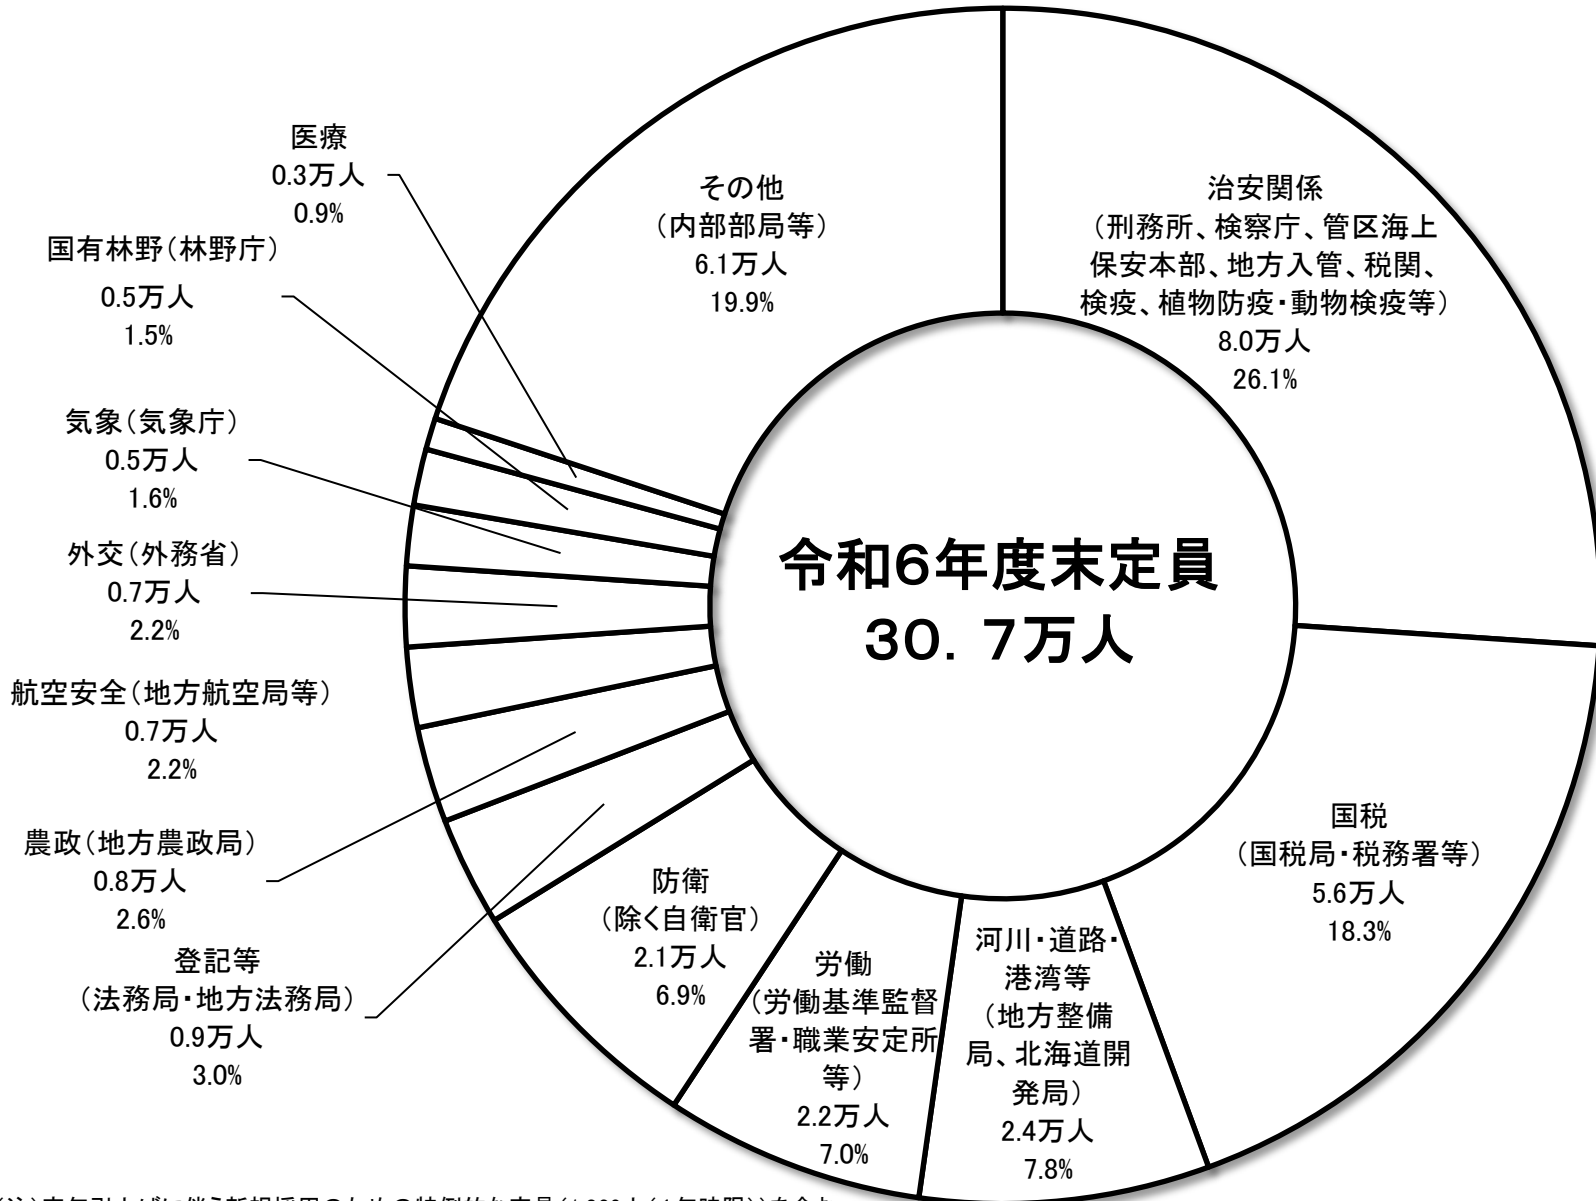 令和6年度末定員
30．7万人
治安関係
（刑務所、検察庁、管区海上
保安本部、地方入管、税関、
検疫、植物防疫・動物検疫等）
8.0万人
26.1%
国税
（国税局・税務署等）
5.6万人
18.3%
河川・道路・
港湾等
（地方整備
局、北海道開
発局）
2.4万人
7.8%
労働
（労働基準監督
署・職業安定所
等）
2.2万人
7.0%
防衛
（除く自衛官）
2.1万人
6.9%
登記等
（法務局・地方法務局）
0.9万人
3.0%
農政（地方農政局）
0.8万人
2.6%
航空安全（地方航空局等）
0.7万人
2.2%
外交（外務省）
0.7万人
2.2%
気象（気象庁）
0.5万人
1.6%
国有林野（林野庁）
0.5万人
1.5%
医療
0.3万人
0.9%
その他
（内部部局等）
6.1万人
19.9%